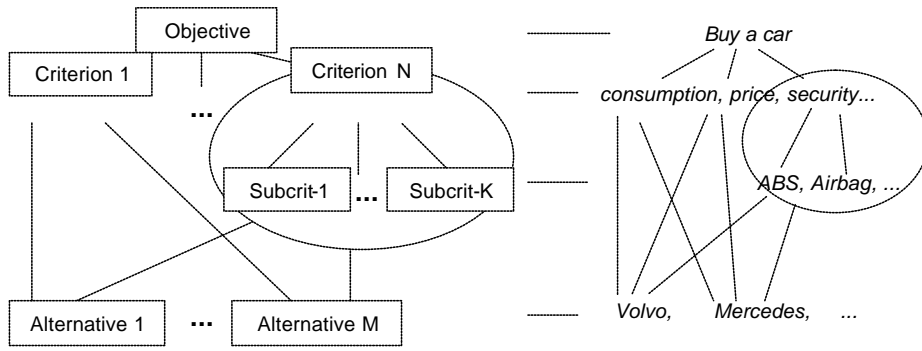 Objective
Buy a car
Criterion 1
...
Criterion N
consumption, price, security...
Subcrit-1
...
Subcrit-K
ABS, Airbag, ...
Alternative 1
...
Alternative M
Volvo,
Mercedes,
...